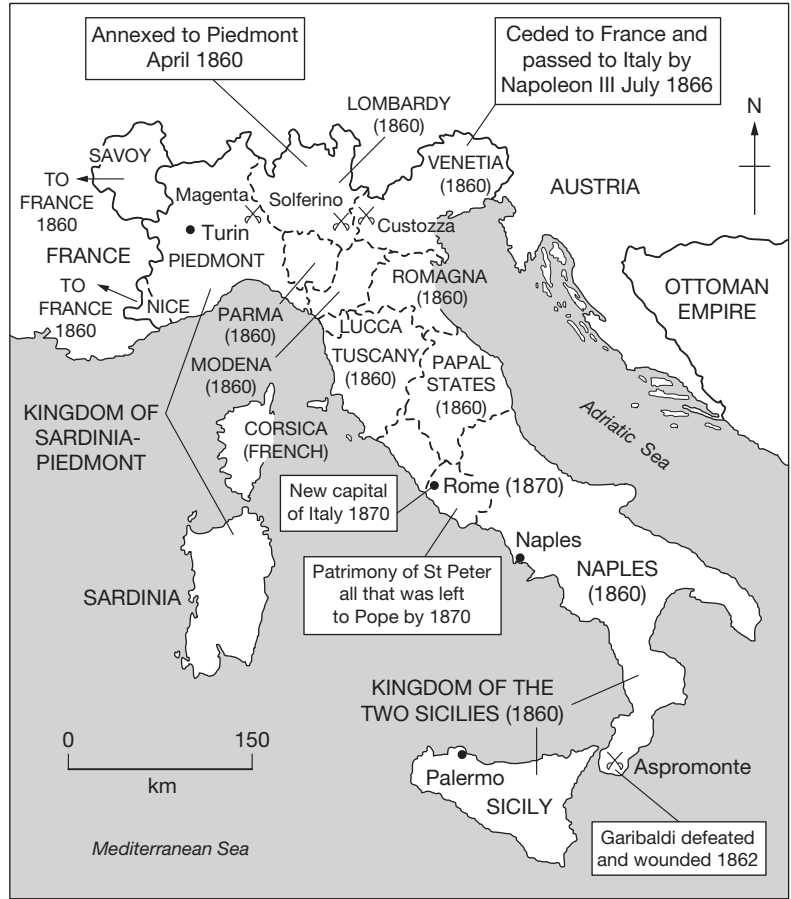 Annexed to Piedmont
April 1860
Ceded to France and
passed to Italy by
Napoleon III July 1866
N
LOMBARDY
(1860)
SAVOY
VENETIA
(1860)
TO
FRANCE
1860
Magenta
Solferino
AUSTRIA
Custozza
Turin
FRANCE
PIEDMONT
ROMAGNA
(1860)
OTTOMAN
EMPIRE
TO
FRANCE
1860
NICE
PARMA
(1860)
LUCCA
MODENA
(1860)
TUSCANY
(1860)
PAPAL
STATES
(1860)
KINGDOM OF
SARDINIA-
PIEDMONT
CORSICA
(FRENCH)
Adriatic Sea
New capital
of Italy 1870
Rome (1870)
Naples
Patrimony of St Peter
all that was left
to Pope by 1870
NAPLES
(1860)
SARDINIA
KINGDOM OF THE
TWO SICILIES (1860)
0 150
km
Palermo
Aspromonte
SICILY
Mediterranean Sea
Garibaldi defeated
and wounded 1862